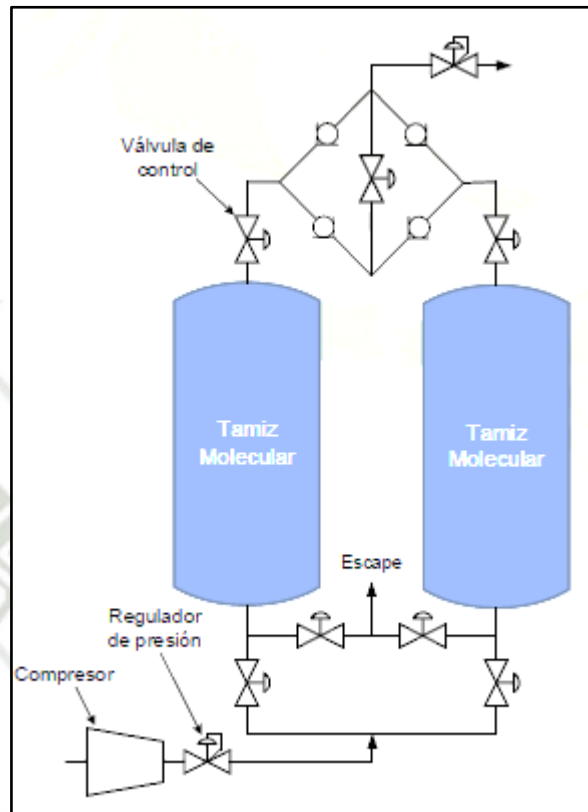 Válvula de
control
Tamiz
Molecular
Tamiz
Molecular
Escape
Regulador
de presión
Compresor